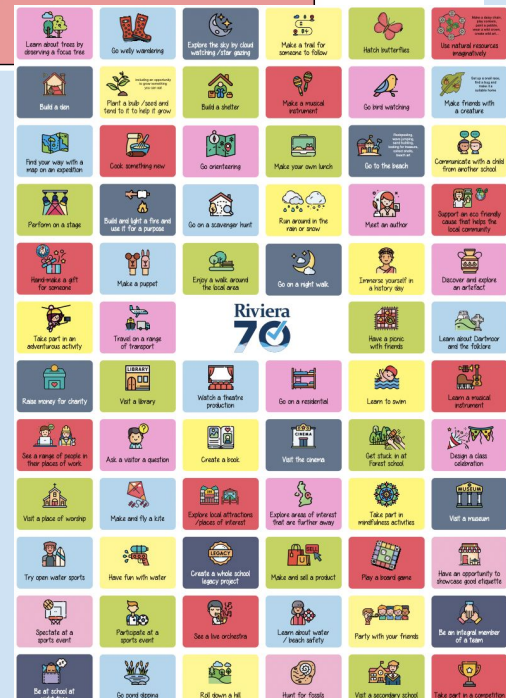 Learn about trees by
observing a focus tree
Go welly wandering
Explore the sky by cloud
watching /star gazing
Make a trail for
someone to follow
Hatch butterflies
Use natural resources
imaginatively
Build a den
including an opportunity
to grow something
you can eat
Plant a bulb /seed and
tend to it to help it grow
Build a shelter
Make a musical
instrument
Go bird watching
Make friends with
a creature
Find your way with a
map on an expedition
Cook something new
Go orienteering
Make your own lunch
Go to the beach
Communicate with a child
from another school
Perform on a stage
Build and light a fire and
use it for a purpose
Go on a scavenger hunt
Run around in the
rain or snow
Meet an author
Support an eco friendly
cause that helps the
local community
Hand-make a gift
for someone
Make a puppet
Enjoy a walk around
the local area
Go on a night walk
Immerse yourself in
a history day
Discover and explore
an artefact
Take part in an
adventurous activity
Travel on a range
of transport
Riviera
70
Have a picnic
with friends
Learn about Dartmoor
and the folklore
Raise money for charity
LIBRARY
Visit a library
Watch a theatre
production
Go on a residential
Learn to swim
Learn a musical
instrument
See a range of people in
their places of work
Ask a visitor a question
Create a book
CINEMA
Visit the cinema
Get stuck in at
Forest school
Design a class
celebration
Visit a place of worship
Make and fly a kite
Explore local attractions
/places of interest
Explore areas of interest
that are further away
Take part in
mindfulness activities
MUSEUM
Visit a museum
Try open water sports
Have fun with water
LEGACY
Create a whole school
legacy project
SELL
Make and sell a product
Play a board game
Have an opportunity to
showcase good etiquette
Spectate at a
sports event
Participate at a
sports event
See a live orchestra
Learn about water
/ beach safety
Party with your friends
Be an integral member
of a team
Be at school at
Go pond dipping
Roll down a hill
Hunt for fossils
Visit a secondary school
Take part in a competition